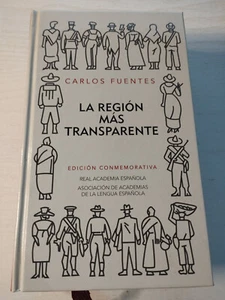 CARLOS FUENTES
LA REGIÓN
MÁS
TRANSPARENTE
EDICIÓN CONMEMORATIVA
REAL ACADEMIA ESPAÑOLA
ASOCIACIÓN DE ACADEMIAS
DE LA LENGUA ESPAÑOLA